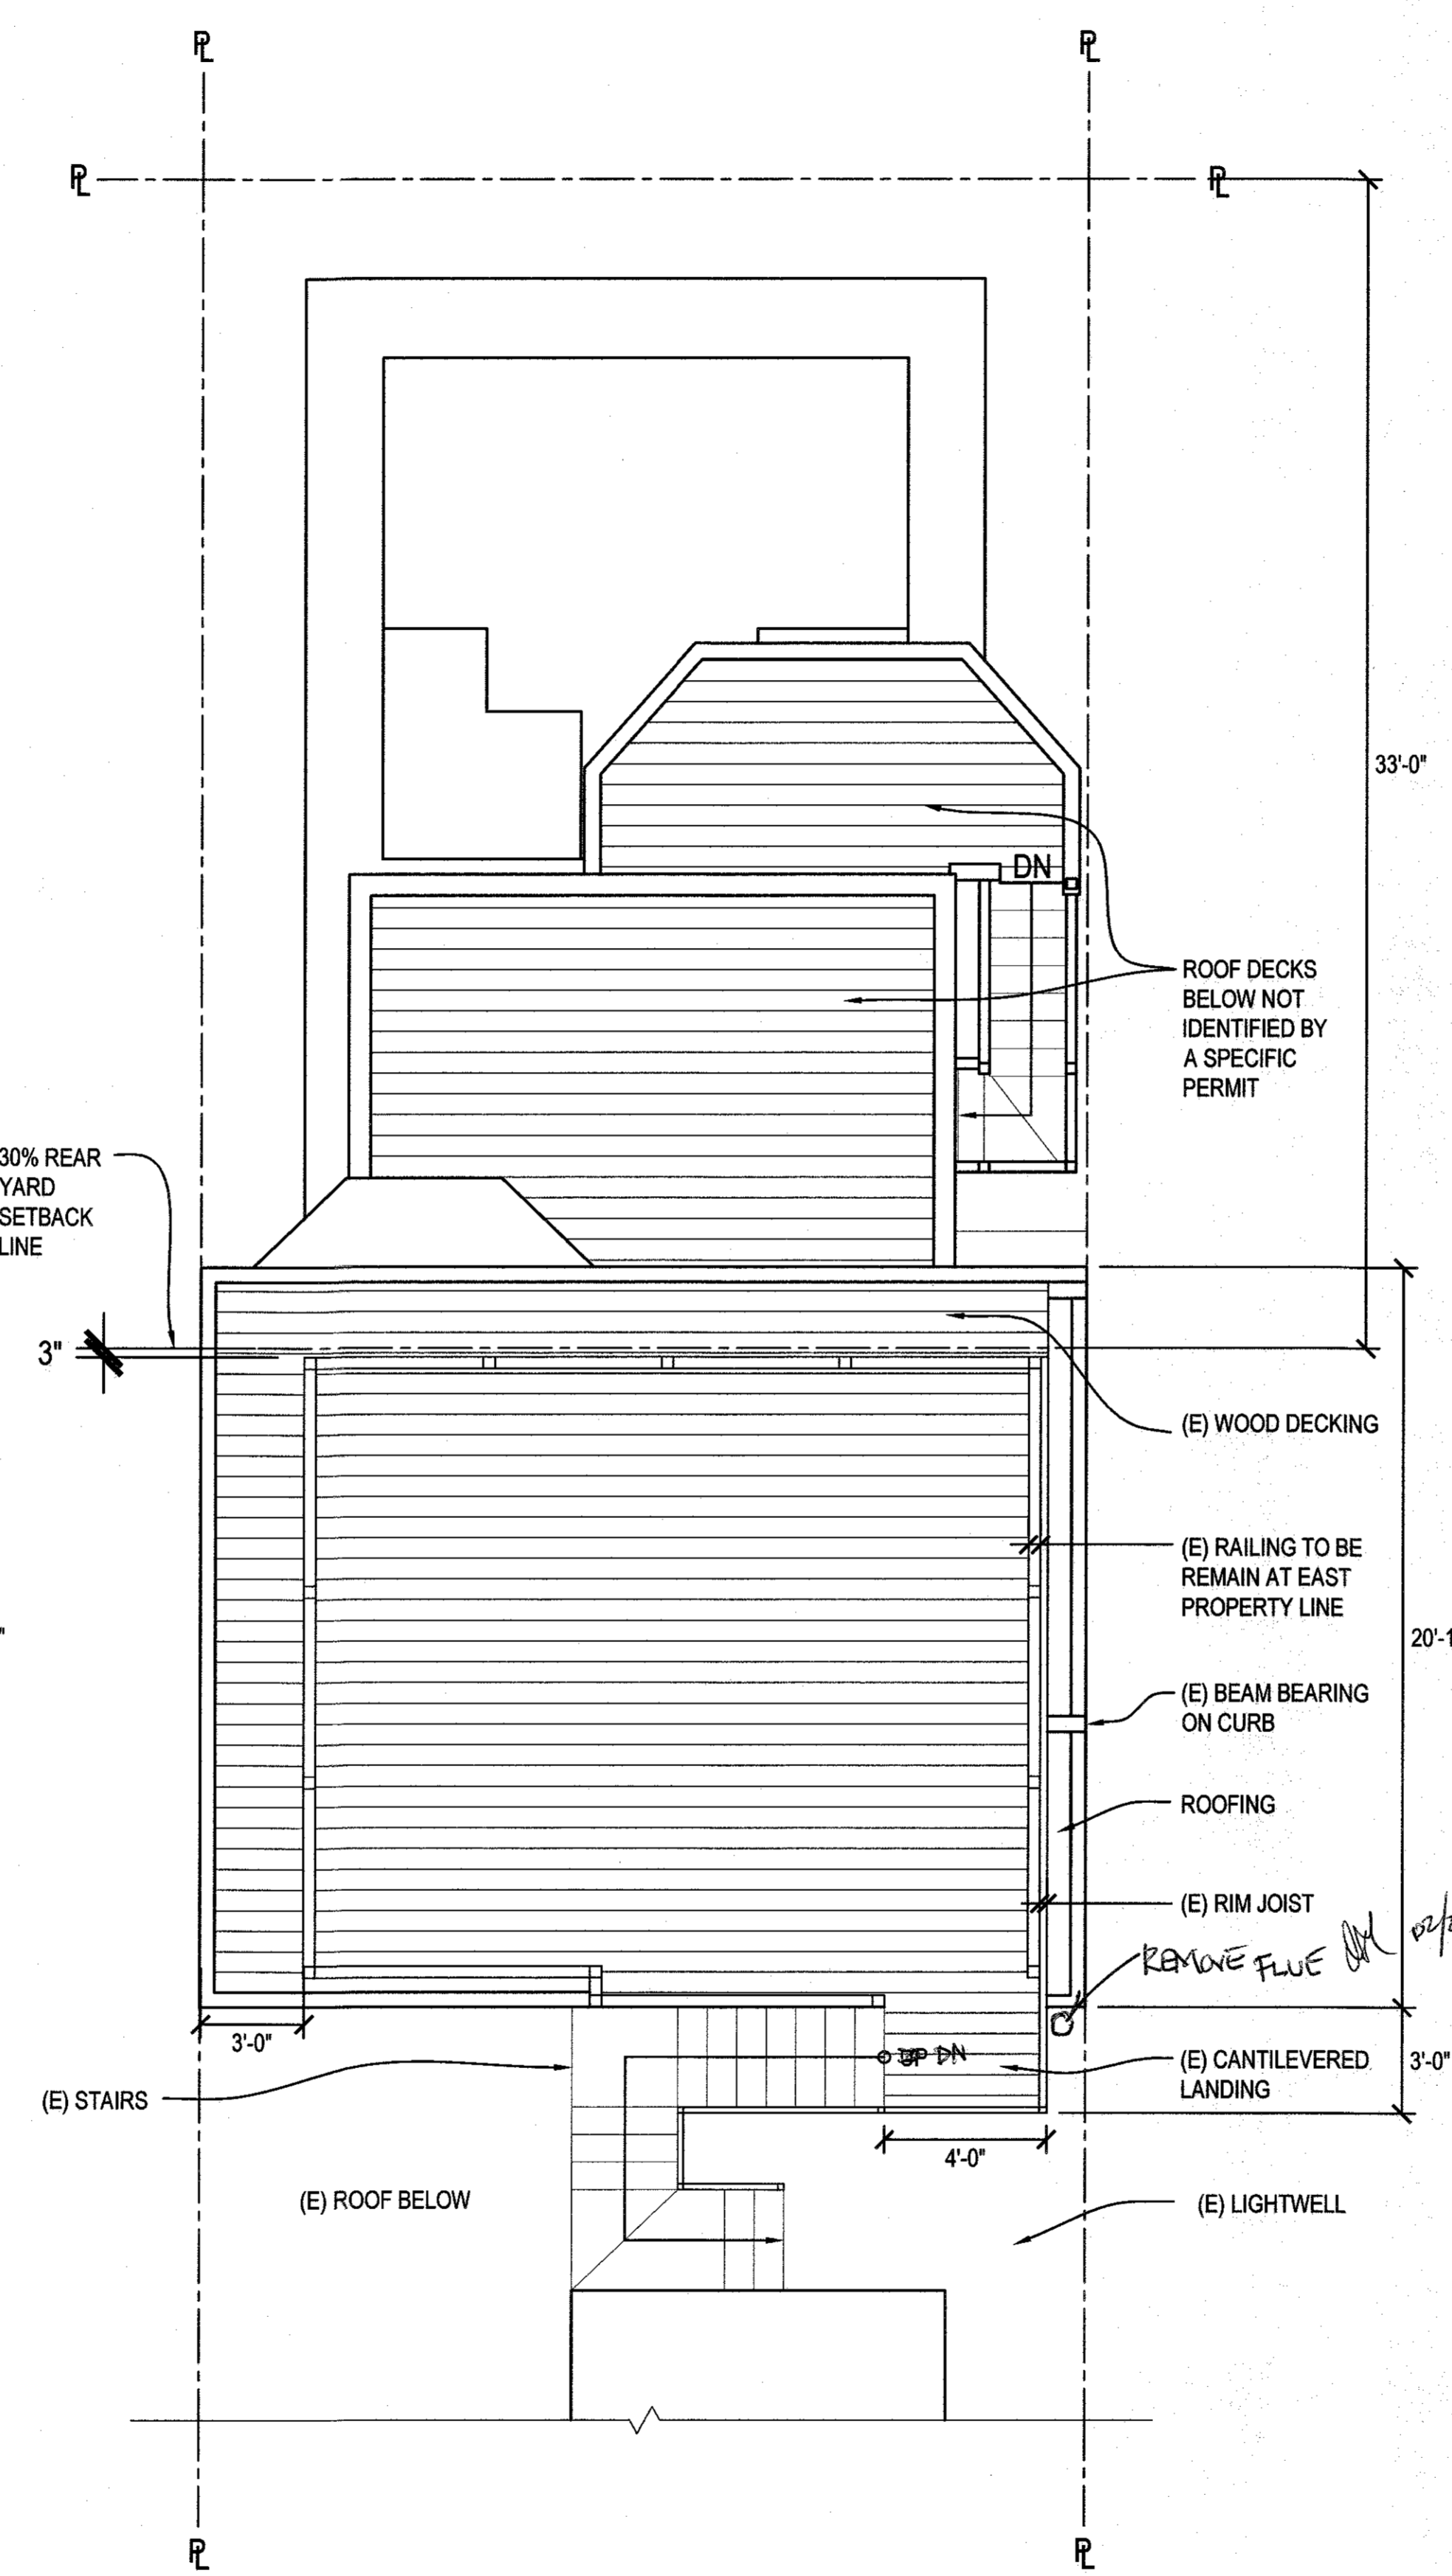 PL
PL
PL
PL
33'-0"
DN
ROOF DECKS
BELOW NOT
IDENTIFIED BY
A SPECIFIC
PERMIT
30% REAR
YARD
SETBACK
LINE
3"
(E) WOOD DECKING
(E) RAILING TO BE
REMAIN AT EAST
PROPERTY LINE
"
20'-1
(E) BEAM BEARING
ON CURB
ROOFING
(E) RIM JOIST
REMOVE FLUE
3'-0"
DN
(E) CANTILEVERED
LANDING
3'-0"
(E) STAIRS
4'-0"
(E) ROOF BELOW
(E) LIGHTWELL
PL
PL